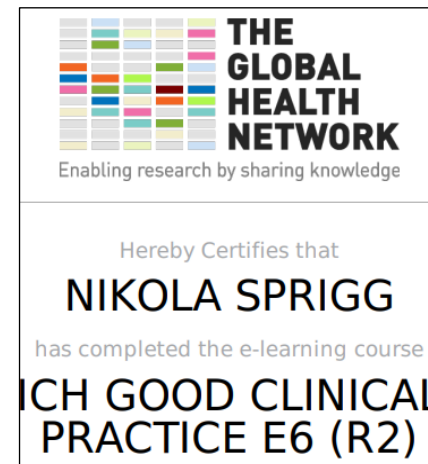 THE
GLOBAL
HEALTH
NETWORK
Enabling research by sharing knowledge
Hereby Certifies that
NIKOLA SPRIGG
has completed the e-learning course
ICH GOOD CLINICAL
PRACTICE E6 (R2)